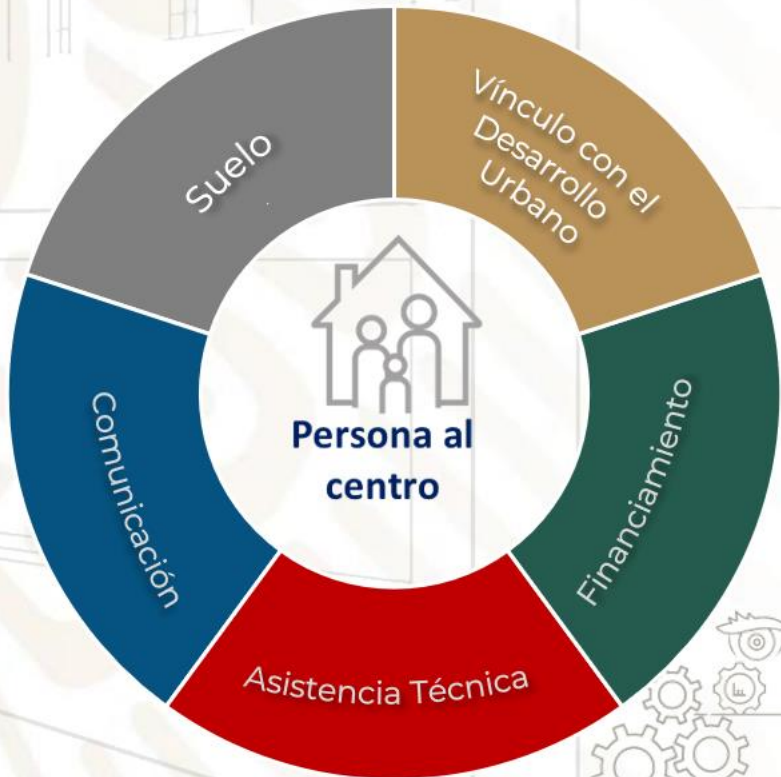 Suelo
Vínculo con el
Desarrollo
Urbano
Persona al
centro
Comunicación
Financiamiento
Asistencia Técnica